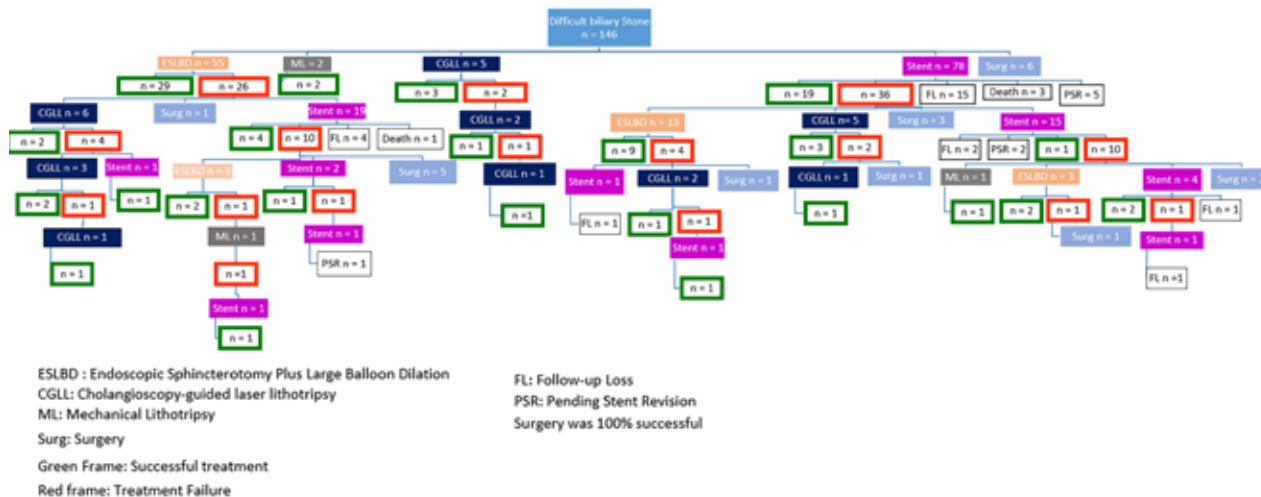 Difficult biliary Stone
n = 146
ESLBD n = 55
ML = 2
CGLL n = 5
Stent n = 78
Surg n = 6
n = 29
n = 26
n = 2
n = 3
n = 2
n = 19
n = 36
FL n = 15
Death n = 3
PSR = 5
CGLL n = 6
Surg n = 1
Stent n = 19
CGLL n = 2
ESLBD n = 13
CGLL n= 5
Surg n = 3
Stent n = 15
n = 2
n = 4
n = 4
n = 10
FL n = 4
Death n = 1
n = 1
n = 1
n = 9
n = 4
n = 3
n = 2
FL n = 2
PSR = 2
n = 1
n = 10
CGLL n = 3
Stent n = 1
ESLBD n = 3
Stent n = 2
Surg n = 5
CGLL n = 1
Stent n = 1
CGLL n = 2
Surg n = 1
CGLL n = 1
Surg n = 1
ML n = 1
ESLBD n = 3
Stent n = 4
Surg n =
n = 2
n = 1
n = 1
n = 2
n = 1
n = 1
n = 1
n =1
FL n = 1
n = 1
n = 1
n = 1
n = 1
n = 2
n = 1
n = 2
n = 1
FL n = 1
CGLL n = 1
ML n = 1
Stent n = 1
Stent n = 1
Surg n = 1
Stent n = 1
n = 1
n =1
PSR n = 1
n = 1
FL n =1
Stent n = 1
n = 1
ESLBD : Endoscopic Sphincterotomy Plus Large Balloon Dilation
CGLL: Cholangioscopy-guided laser lithotripsy
ML: Mechanical Lithotripsy
Surg: Surgery
Green Frame: Successful treatment
Red frame: Treatment Failure
FL: Follow-up Loss
PSR: Pending Stent Revision
Surgery was 100% successful